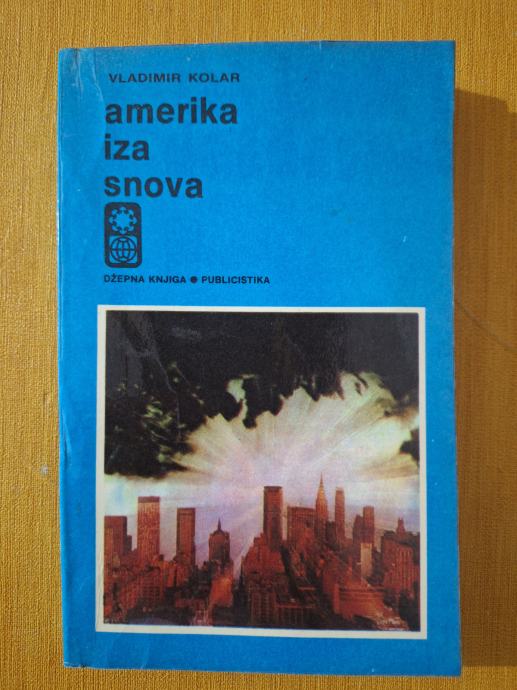 VLADIMIR KOLAR
amerika
iza
snova
DŽEPNA KNJIGA ● PUBLICISTIKA